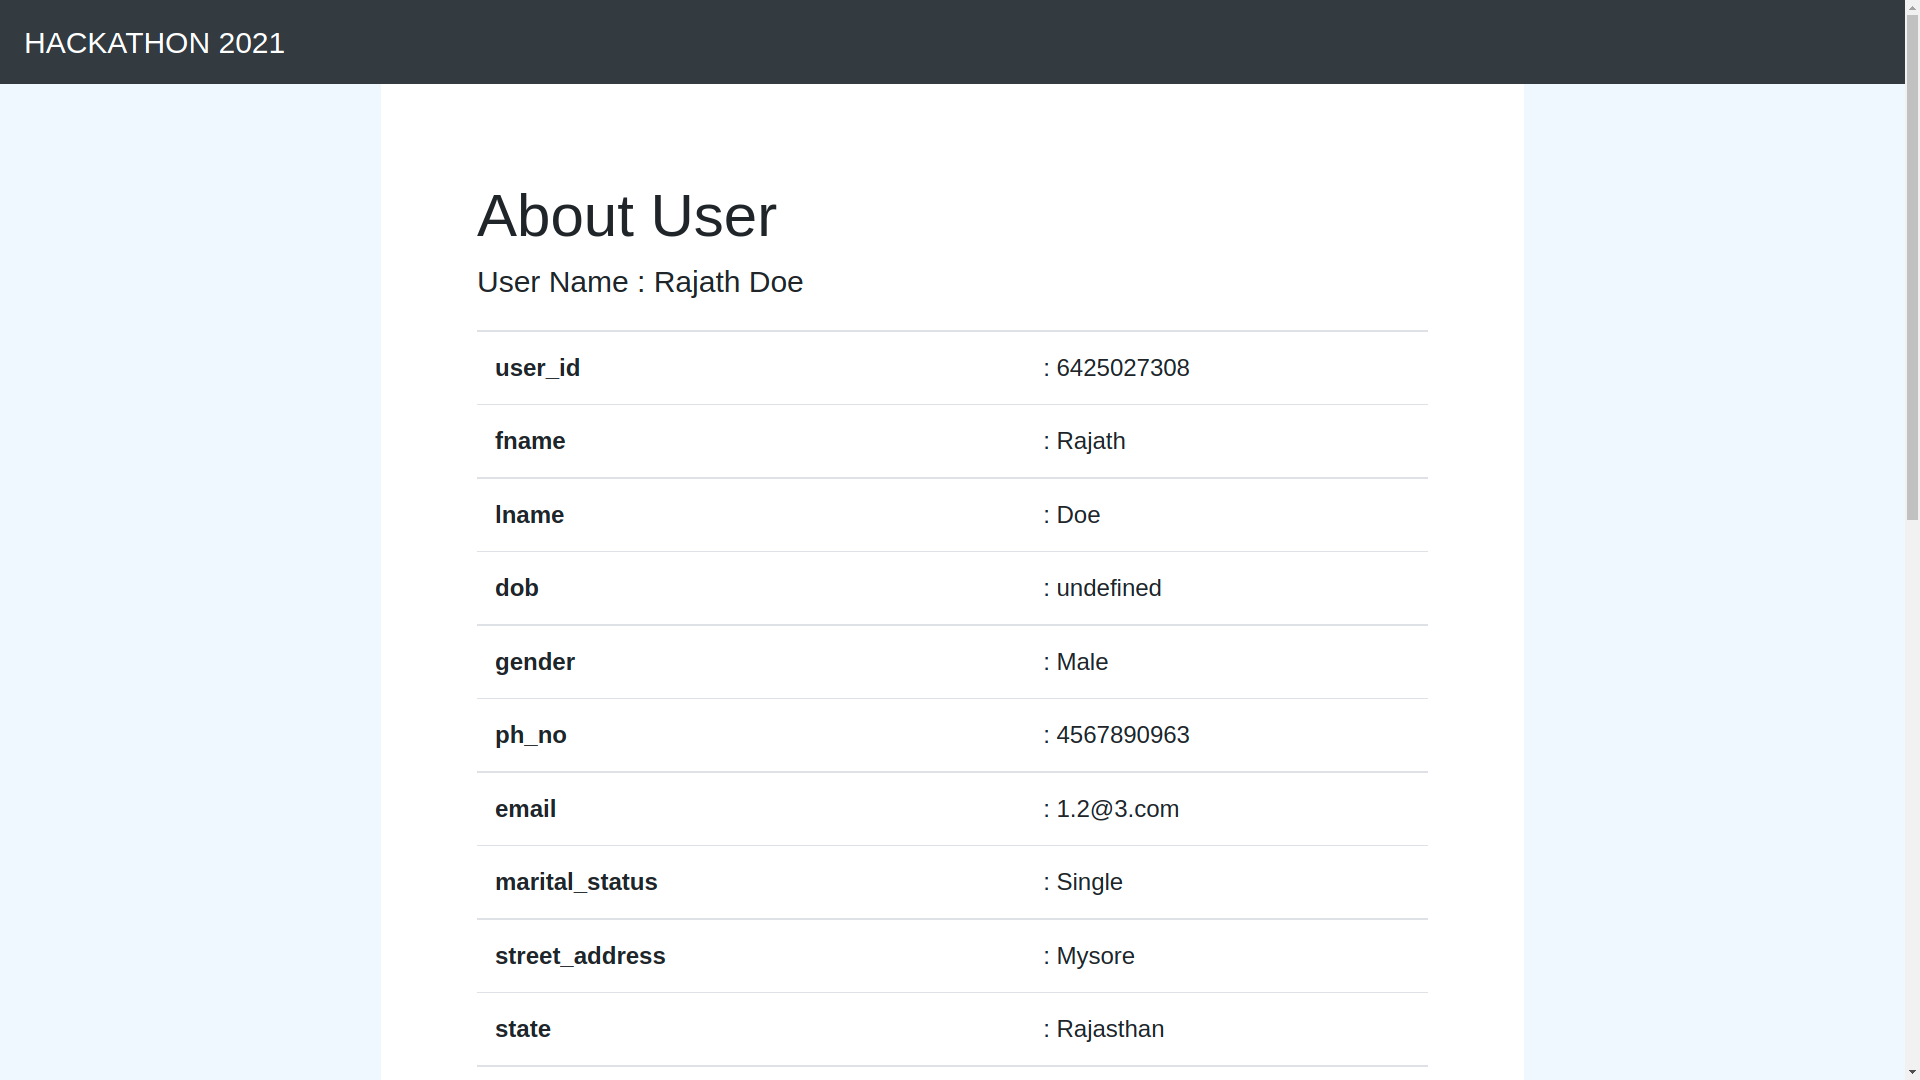 HACKATHON 2021
About User
User Name : Rajath Doe
user_id : 6425027308
fname : Rajath
lname : Doe
dob : undefined
gender : Male
ph_no : 4567890963
email : 1.2@3.com
marital_status : Single
street_address : Mysore
state : Rajasthan